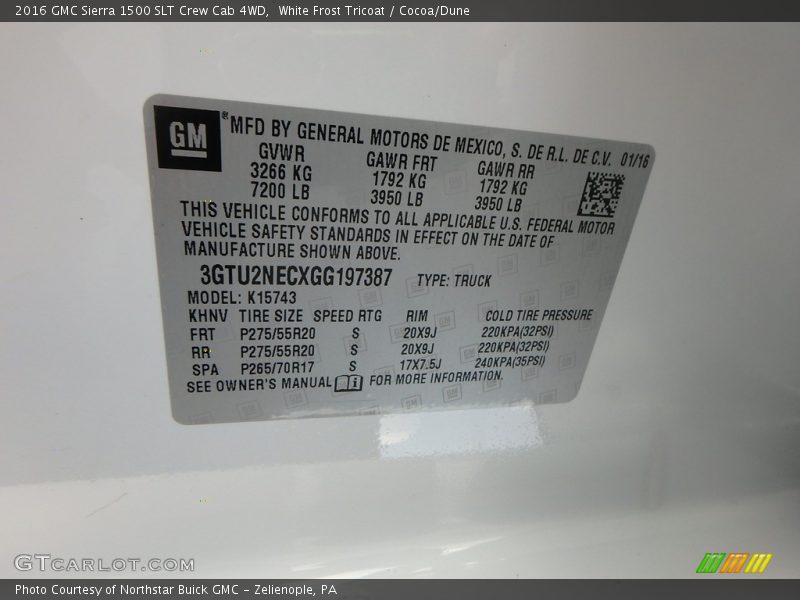 2016 GMC Sierra 1500 SLT Crew Cab 4WD, White Frost Tricoat / Cocoa/Dune
GM ® MFD BY GENERAL MOTORS DE MEXICO, S. DE R.L. DE C.V. 01/16
GVWR GAWR FRT GAWR RR
3266 KG 1792 KG 1792 KG
7200 LB 3950 LB 3950 LB
THIS VEHICLE CONFORMS TO ALL APPLICABLE U.S. FEDERAL MOTOR
VEHICLE SAFETY STANDARDS IN EFFECT ON THE DATE OF
MANUFACTURE SHOWN ABOVE.
3GTU2NECXGG197387 TYPE: TRUCK
MODEL: K15743
KHNV TIRE SIZE SPEED RTG RIM COLD TIRE PRESSURE
FRT P275/55R20 S 20X9J 220KPA(32PSI)
RR P275/55R20 S 20X9J 220KPA(32PSI)
SPA P265/70R17 S 17X7.5J 240KPA(35PSI)
SEE OWNER'S MANUAL FOR MORE INFORMATION.
GTCARLOT.COM
Photo Courtesy of Northstar Buick GMC - Zelienople, PA